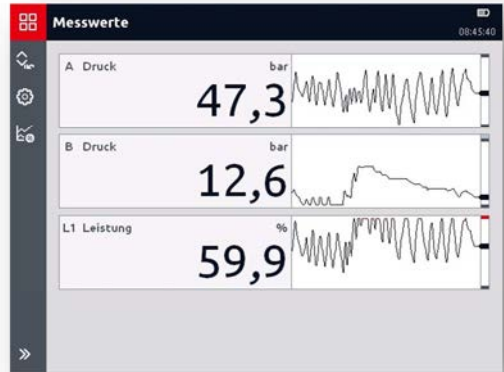 Messwerte
08:45:40
A Druck bar
47,3
B Druck bar
12,6
L1 Leistung %
59,9